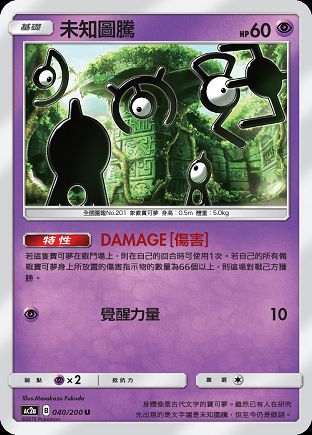 基礎
未知圖騰
HP60
全國圖鑑No.201 象徵寶可夢 身高：0.5m 體重：5.0kg
特性
DAMAGE[傷害]
若這隻寶可夢在戰鬥場上，則在自己的回合時可使用1次。若自己的所有備
戰寶可夢身上所放置的傷害指示物的數量為66個以上，則這場對戰己方獲
勝。
覺醒力量 10
弱點 ×2 抵抗力 撤退
Illus.Masakazu Fukuda
AC2a B 040/200 U
©2019 Pokémon
身體像是古代文字的寶可夢。雖然已有人在研究
先出現的是文字還是未知圖騰，但至今仍是個謎。